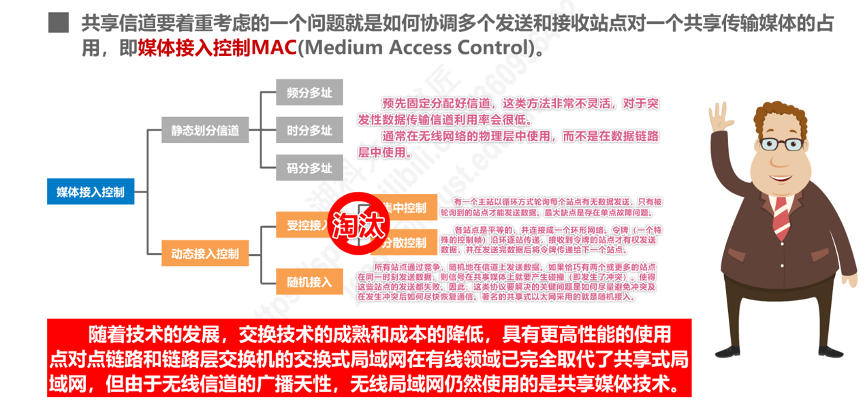 共享信道要着重考虑的一个问题就是如何协调多个发送和接收站点对一个共享传输媒体的占
用，即媒体接入控制MAC(Medium Access Control)。
频分多址
静态划分信道
时分多址
码分多址
预先固定分配好信道，这类方法非常不灵活，对于突
发性数据传输信道利用率会很低。
通常在无线网络的物理层中使用，而不是在数据链路
层中使用。
媒体接入控制
动态接入控制
受控接入
淘汰
集中控制
有一个主站以循环方式轮询每个站点有无数据发送，只有被
轮询到的站点才能发送数据。最大缺点是存在单点故障问题。
分散控制
各站点是平等的，并连接成一个环形网络。令牌（一个特
殊的控制帧）沿环逐站传递，接收到令牌的站点才有权发送
数据，并在发送完数据后将令牌传递给下一个站点。
随机接入
所有站点通过竞争，随机地在信道上发送数据。如果恰巧有两个或更多的站点
在同一时刻发送数据，则信号在共享媒体上就要产生碰撞（即发生了冲突），使得
这些站点的发送都失败。因此，这类协议要解决的关键问题是如何尽量避免冲突及
在发生冲突后如何尽快恢复通信。著名的共享式以太网采用的就是随机接入。
随着技术的发展，交换技术的成熟和成本的降低，具有更高性能的使用
点对点链路和链路层交换机的交换式局域网在有线领域已完全取代了共享式局
域网，但由于无线信道的广播天性，无线局域网仍然使用的是共享媒体技术。